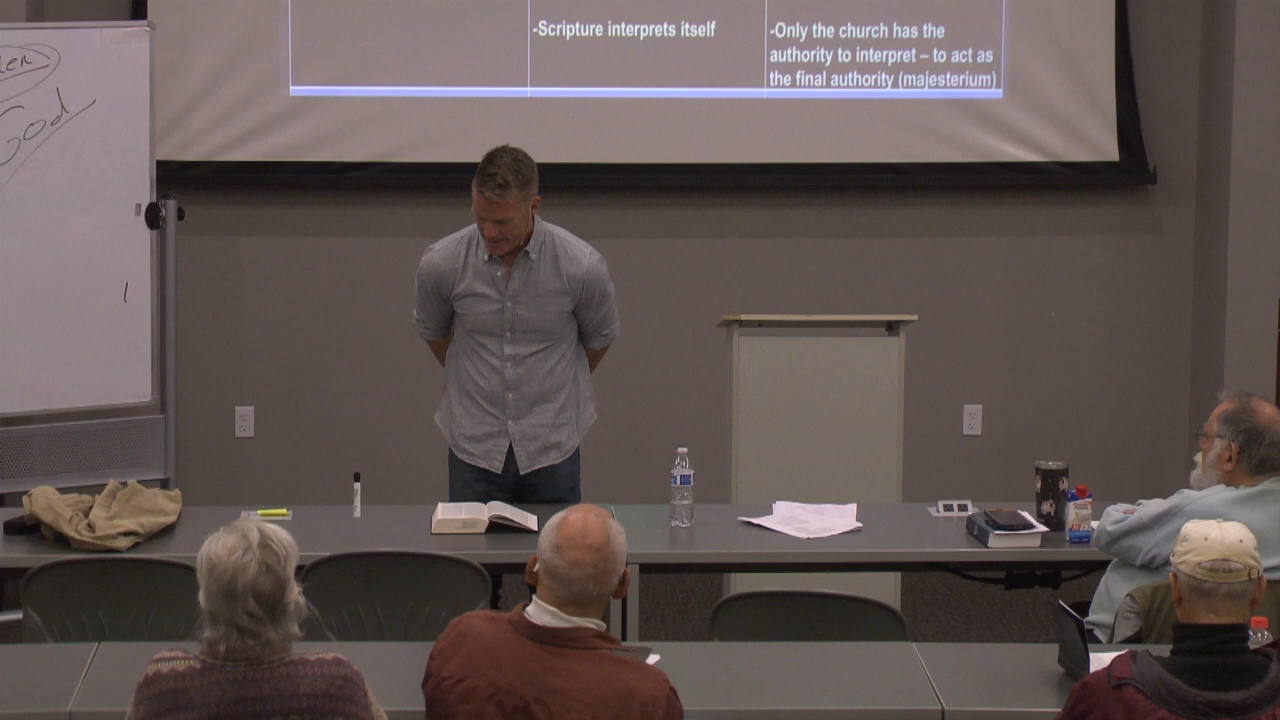 God
-Scripture interprets itself
-Only the church has the
authority to interpret – to act as
the final authority (majesterium)